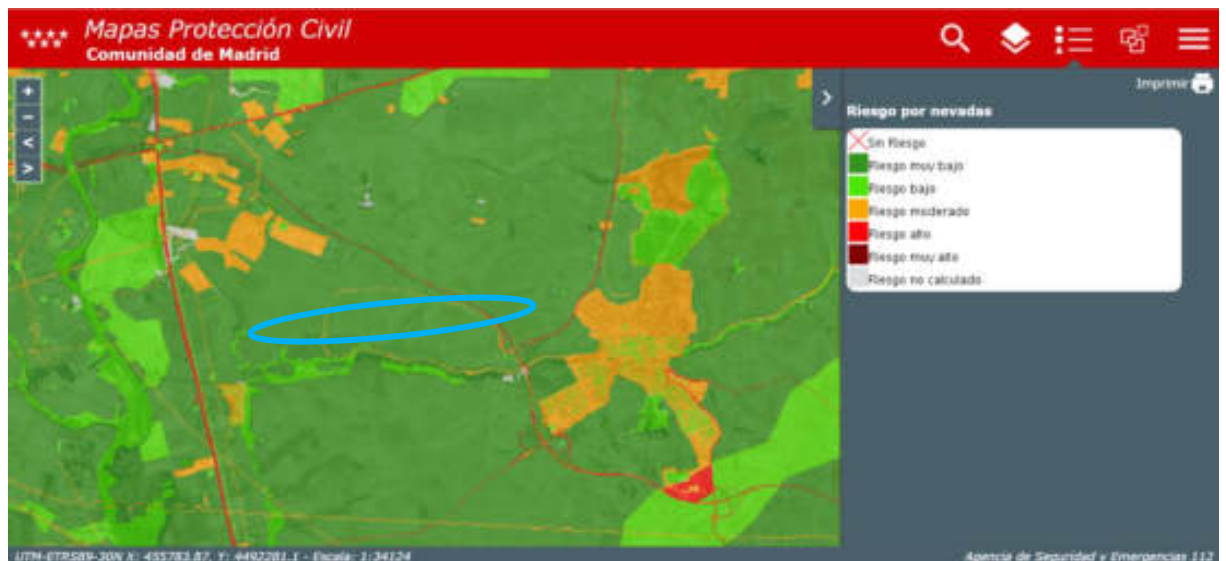 Mapas Protección Civil
Comunidad de Madrid
Imprimir
Riesgo por nevadas
Sin Riesgo
Riesgo muy bajo
Riesgo bajo
Riesgo moderado
Riesgo alto
Riesgo muy alto
Riesgo no calculado
UTM-ETRS89-30N X: 455783.87, Y: 4492281.1 - Escala: 1:34124
Agencia de Seguridad y Emergencias 112